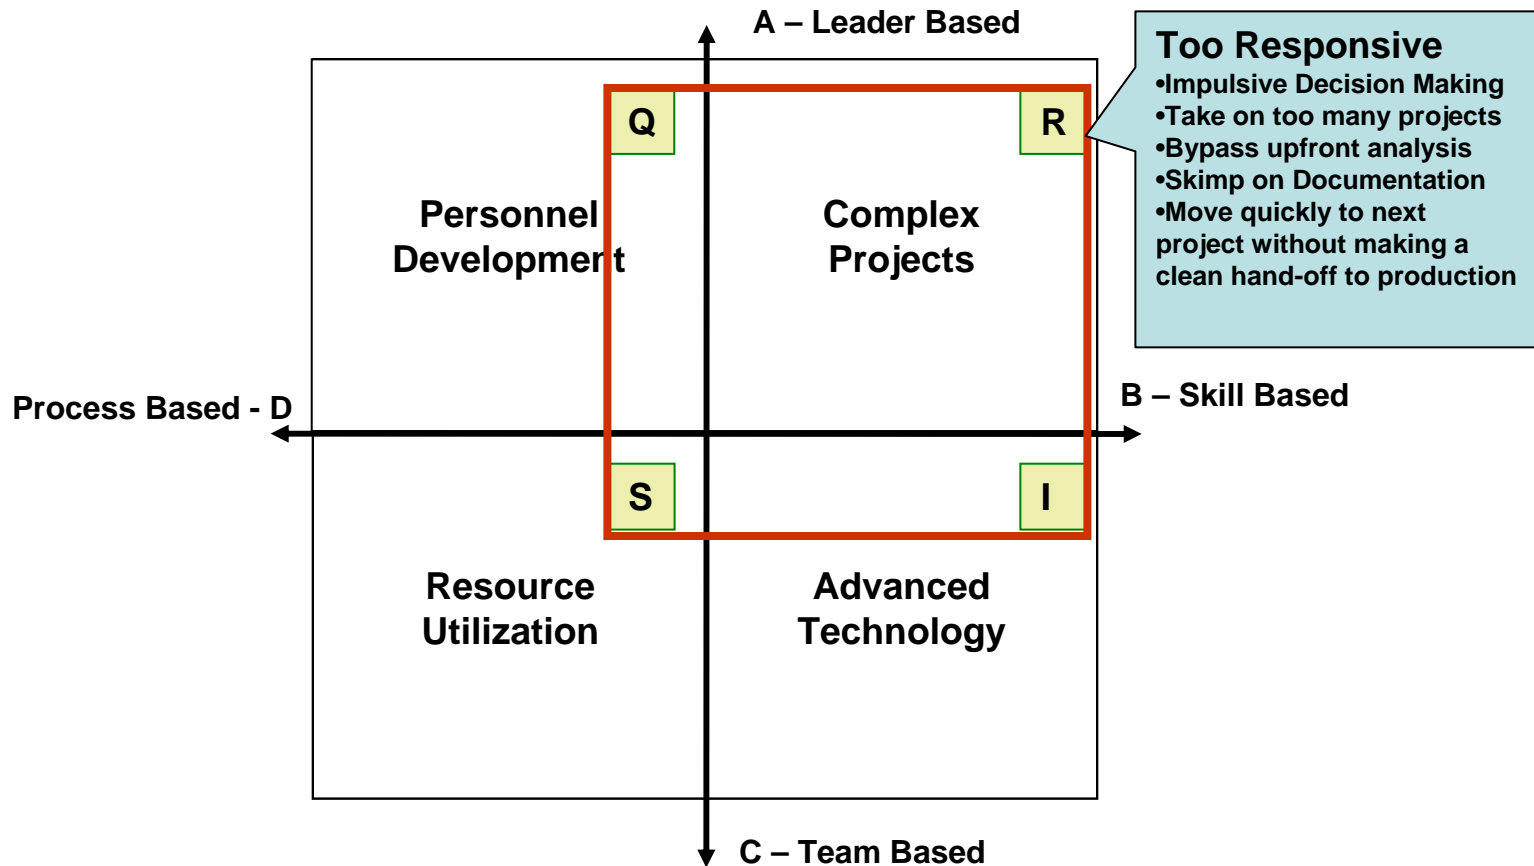 A – Leader Based
Too Responsive
•Impulsive Decision Making
•Take on too many projects
•Bypass upfront analysis
•Skimp on Documentation
•Move quickly to next
project without making a
clean hand-off to production
Q
R
Personnel
Development
Complex
Projects
Process Based - D
B – Skill Based
S
I
Resource
Utilization
Advanced
Technology
C – Team Based